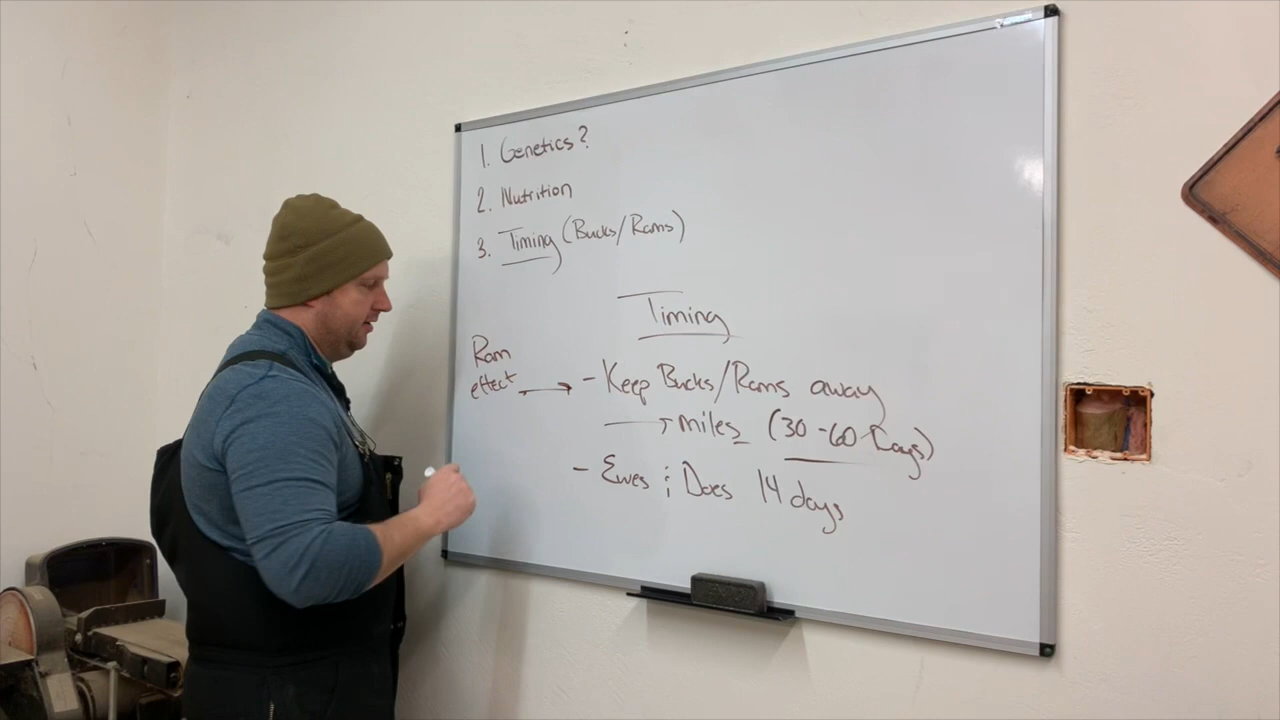 1. Genetics?
2. Nutrition
3. Timing (Bucks/Rams)
Timing
Ram
effect → - Keep Bucks/Rams away
→ miles (30-60 Days)
- Ewes & Does 14 days